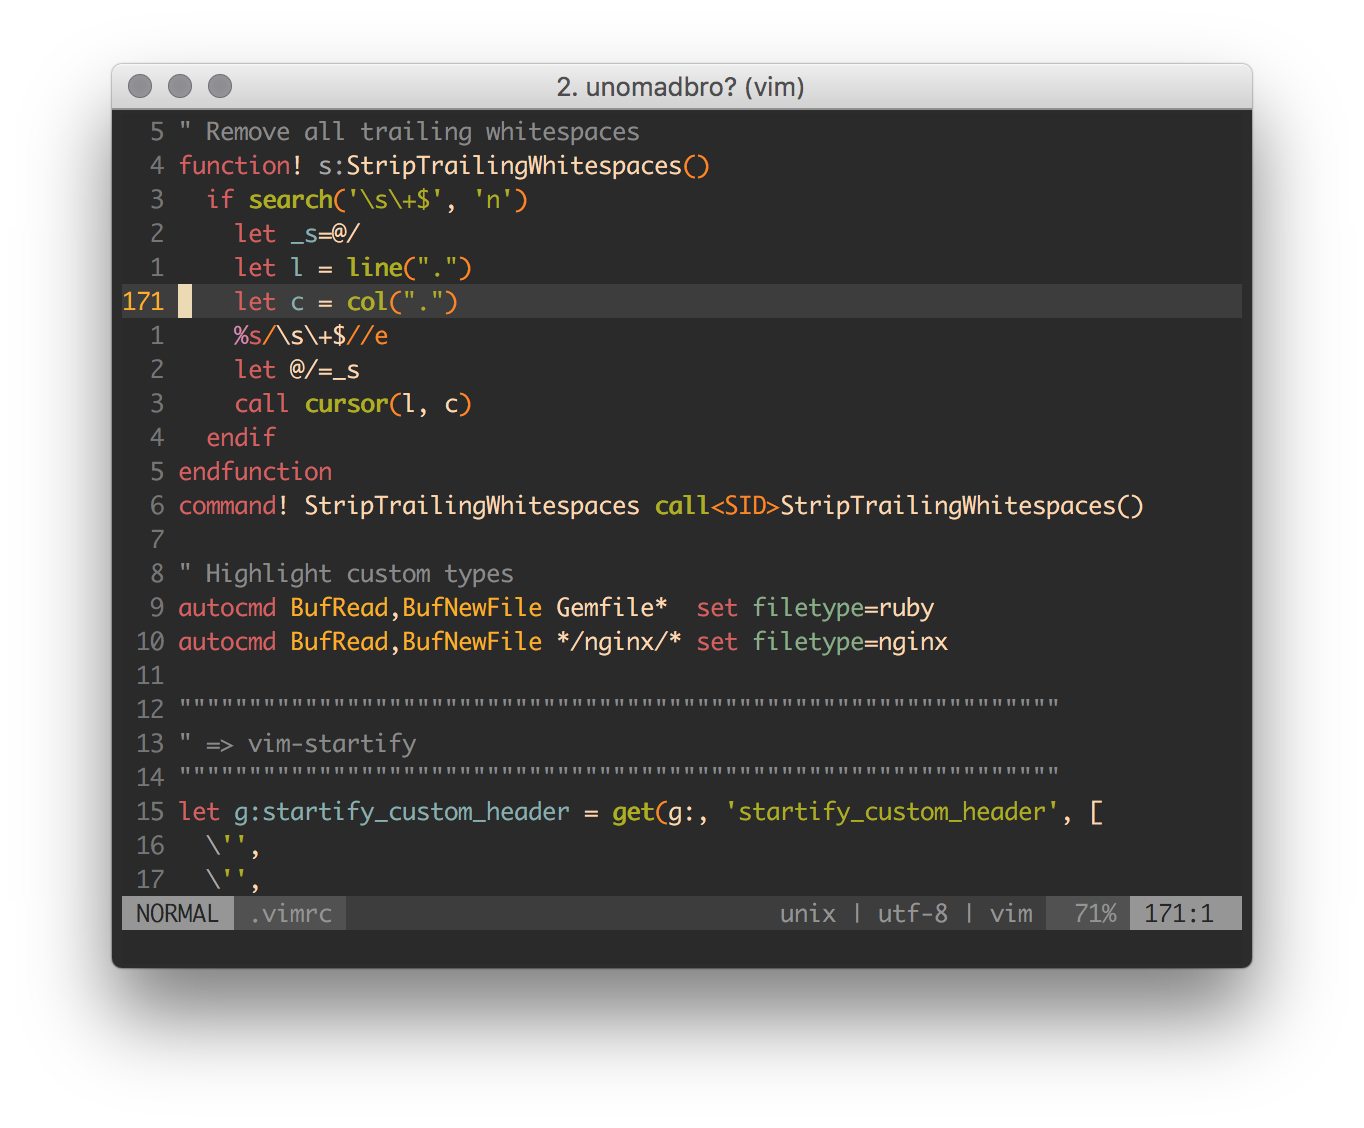 2. unomadbro? (vim)
5 " Remove all trailing whitespaces
4 function! s:StripTrailingWhitespaces()
3   if search('\s\+$', 'n')
2     let _s=@/
1     let l = line(".")
171     let c = col(".")
1     %s/\s\+$//e
2     let @/=_s
3     call cursor(l, c)
4   endif
5 endfunction
6 command! StripTrailingWhitespaces call<SID>StripTrailingWhitespaces()
7
8 " Highlight custom types
9 autocmd BufRead,BufNewFile Gemfile*  set filetype=ruby
10 autocmd BufRead,BufNewFile */nginx/* set filetype=nginx
11
12 """""""""""""""""""""""""""""""""""""""""""""""""""""""""""""""
13 " => vim-startify
14 """""""""""""""""""""""""""""""""""""""""""""""""""""""""""""""
15 let g:startify_custom_header = get(g:, 'startify_custom_header', [
16   \'',
17   \'',
NORMAL .vimrc unix | utf-8 | vim 71% 171:1